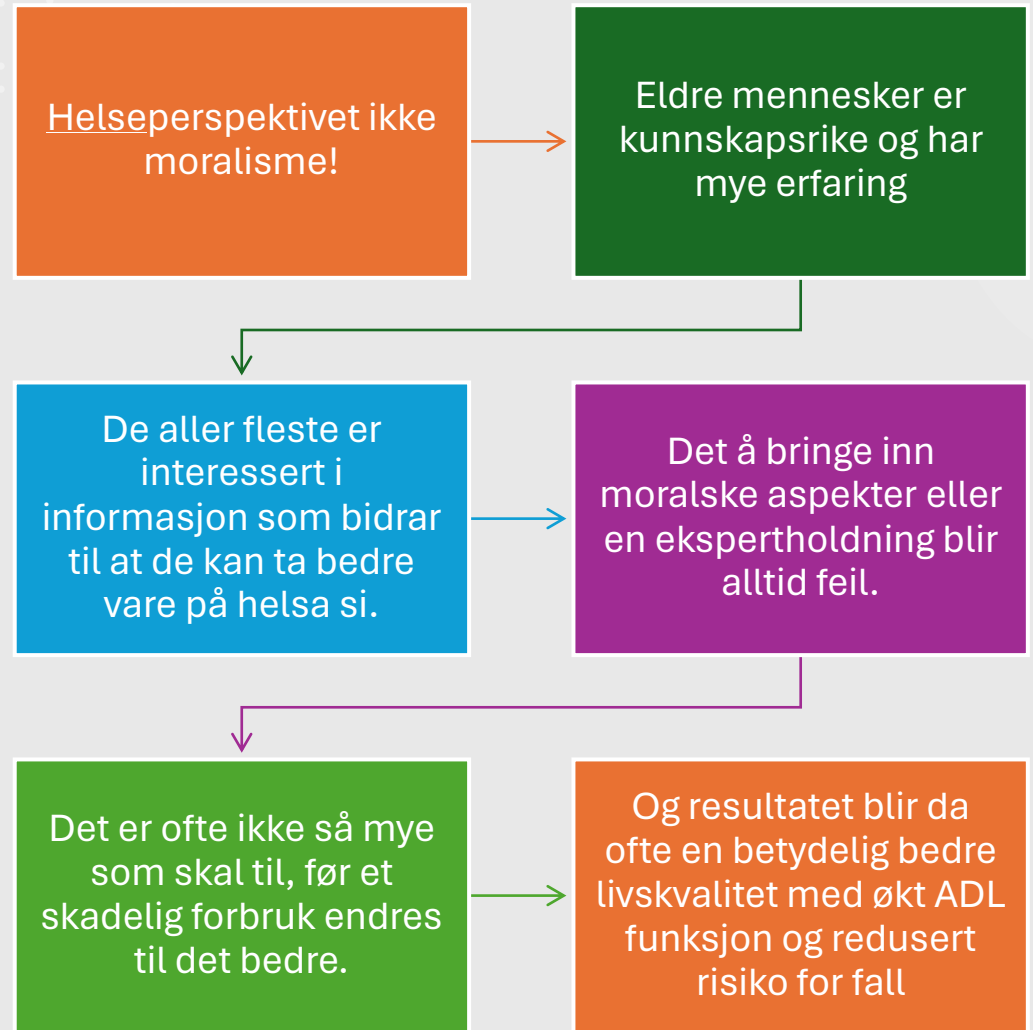 Helseperspektivet ikke
moralisme!
Eldre mennesker er
kunnskapsrike og har
mye erfaring
De aller fleste er
interessert i
informasjon som bidrar
til at de kan ta bedre
vare på helsa si.
Det å bringe inn
moralske aspekter eller
en ekspertholdning blir
alltid feil.
Det er ofte ikke så mye
som skal til, før et
skadelig forbruk endres
til det bedre.
Og resultatet blir da
ofte en betydelig bedre
livskvalitet med økt ADL
funksjon og redusert
risiko for fall